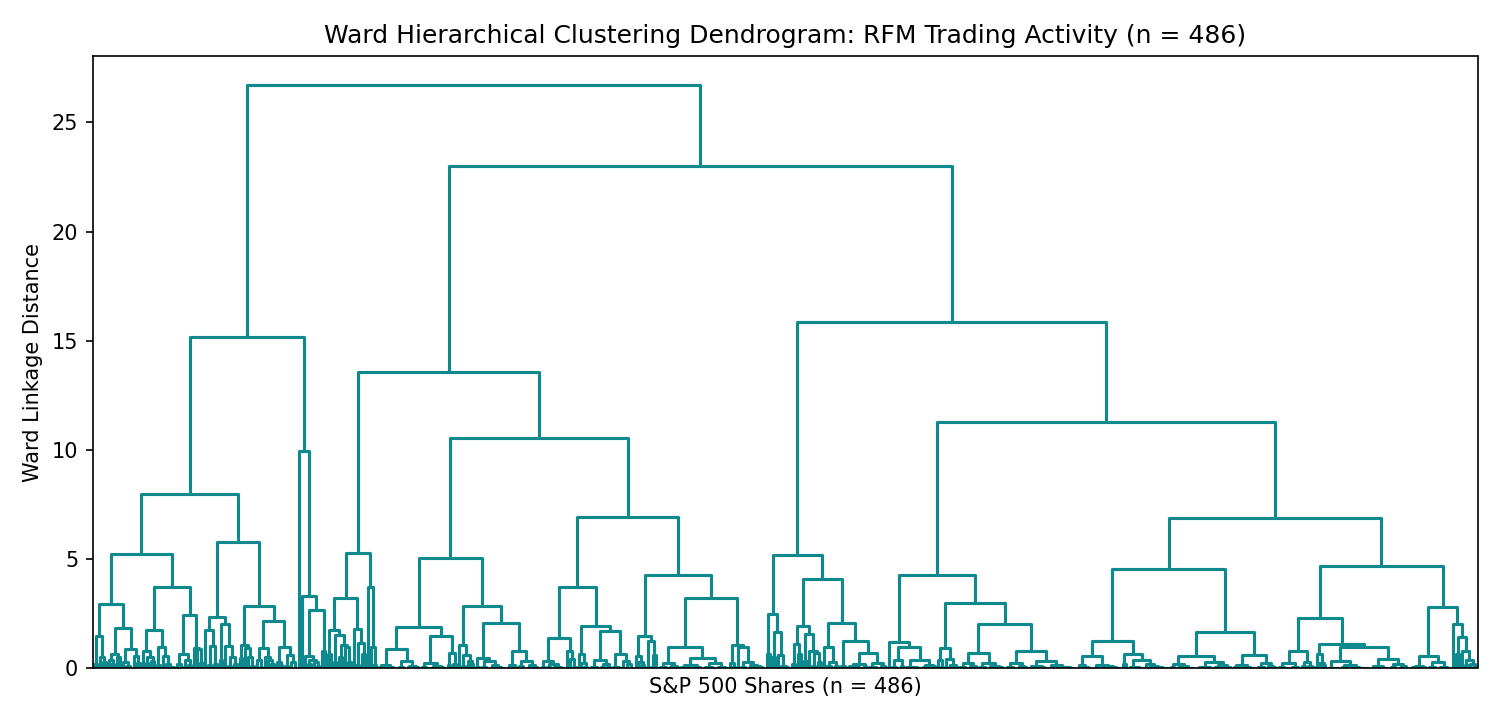 Ward Hierarchical Clustering Dendrogram: RFM Trading Activity (n = 486)
25
20
15
10
5
0
Ward Linkage Distance
S&P 500 Shares (n = 486)